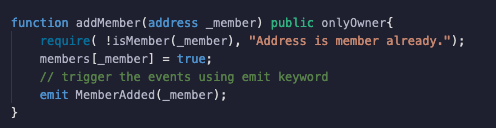 function addMember(address _member) public onlyOwner{
    require( !isMember(_member), "Address is member already.");
    members[_member] = true;
    // trigger the events using emit keyword
    emit MemberAdded(_member);
}